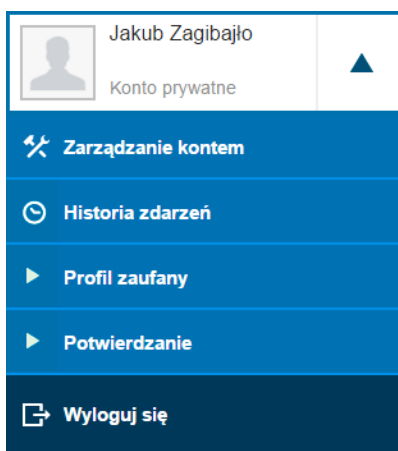 Jakub Zagibajło
Konto prywatne
Zarządzanie kontem
Historia zdarzeń
Profil zaufany
Potwierdzanie
Wyloguj się